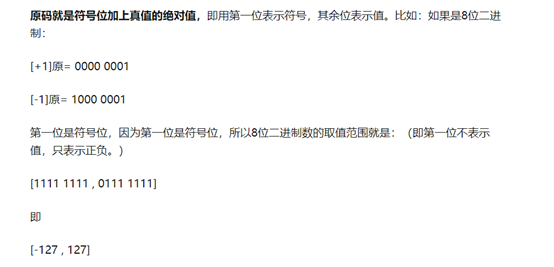 原码就是符号位加上真值的绝对值，即用第一位表示符号，其余位表示值。比如：如果是8位二进
制：
[+1]原= 0000 0001
[-1]原= 1000 0001
第一位是符号位，因为第一位是符号位，所以8位二进制数的取值范围就是：（即第一位不表示
值，只表示正负。）
[1111 1111 , 0111 1111]
即
[-127 , 127]